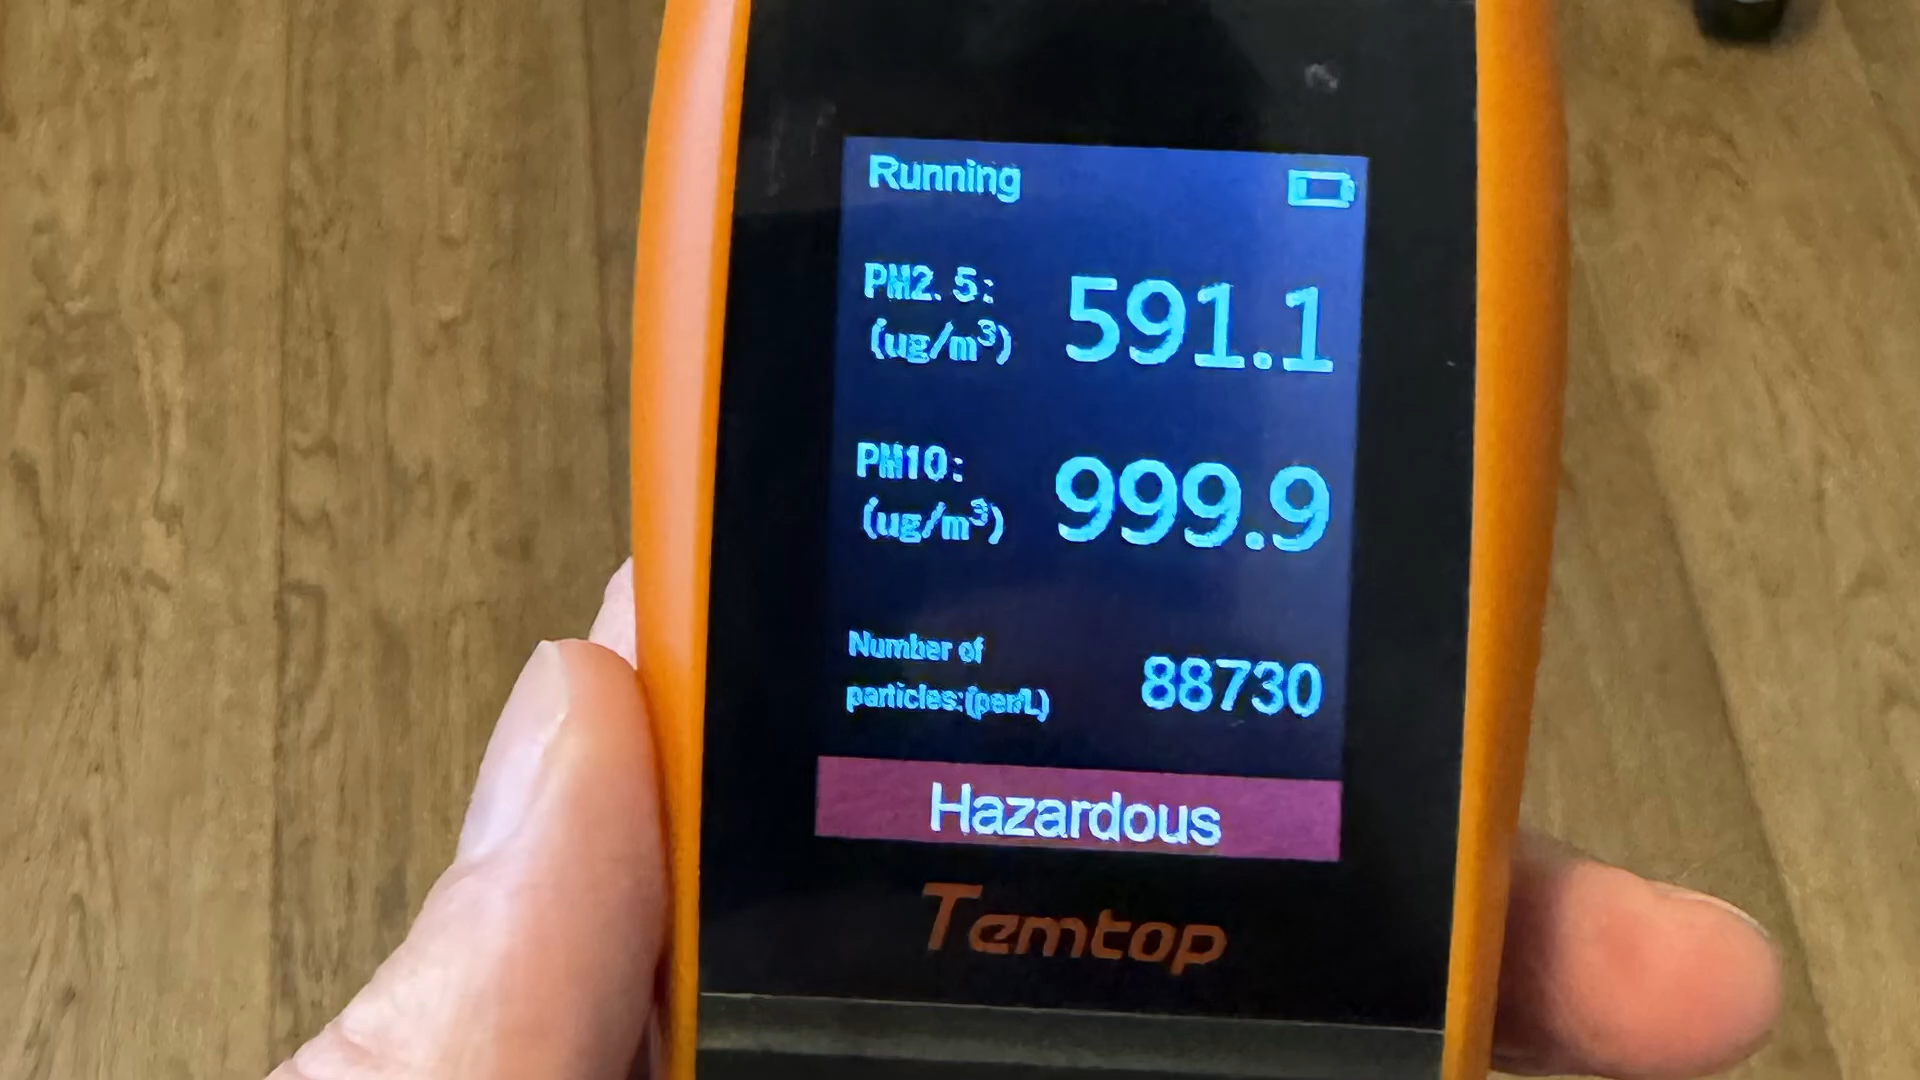 Running
PM2.5: 591.1
(ug/m³)
PM10: 999.9
(ug/m³)
Number of
particles:(per/L) 88730
Hazardous
Temtop